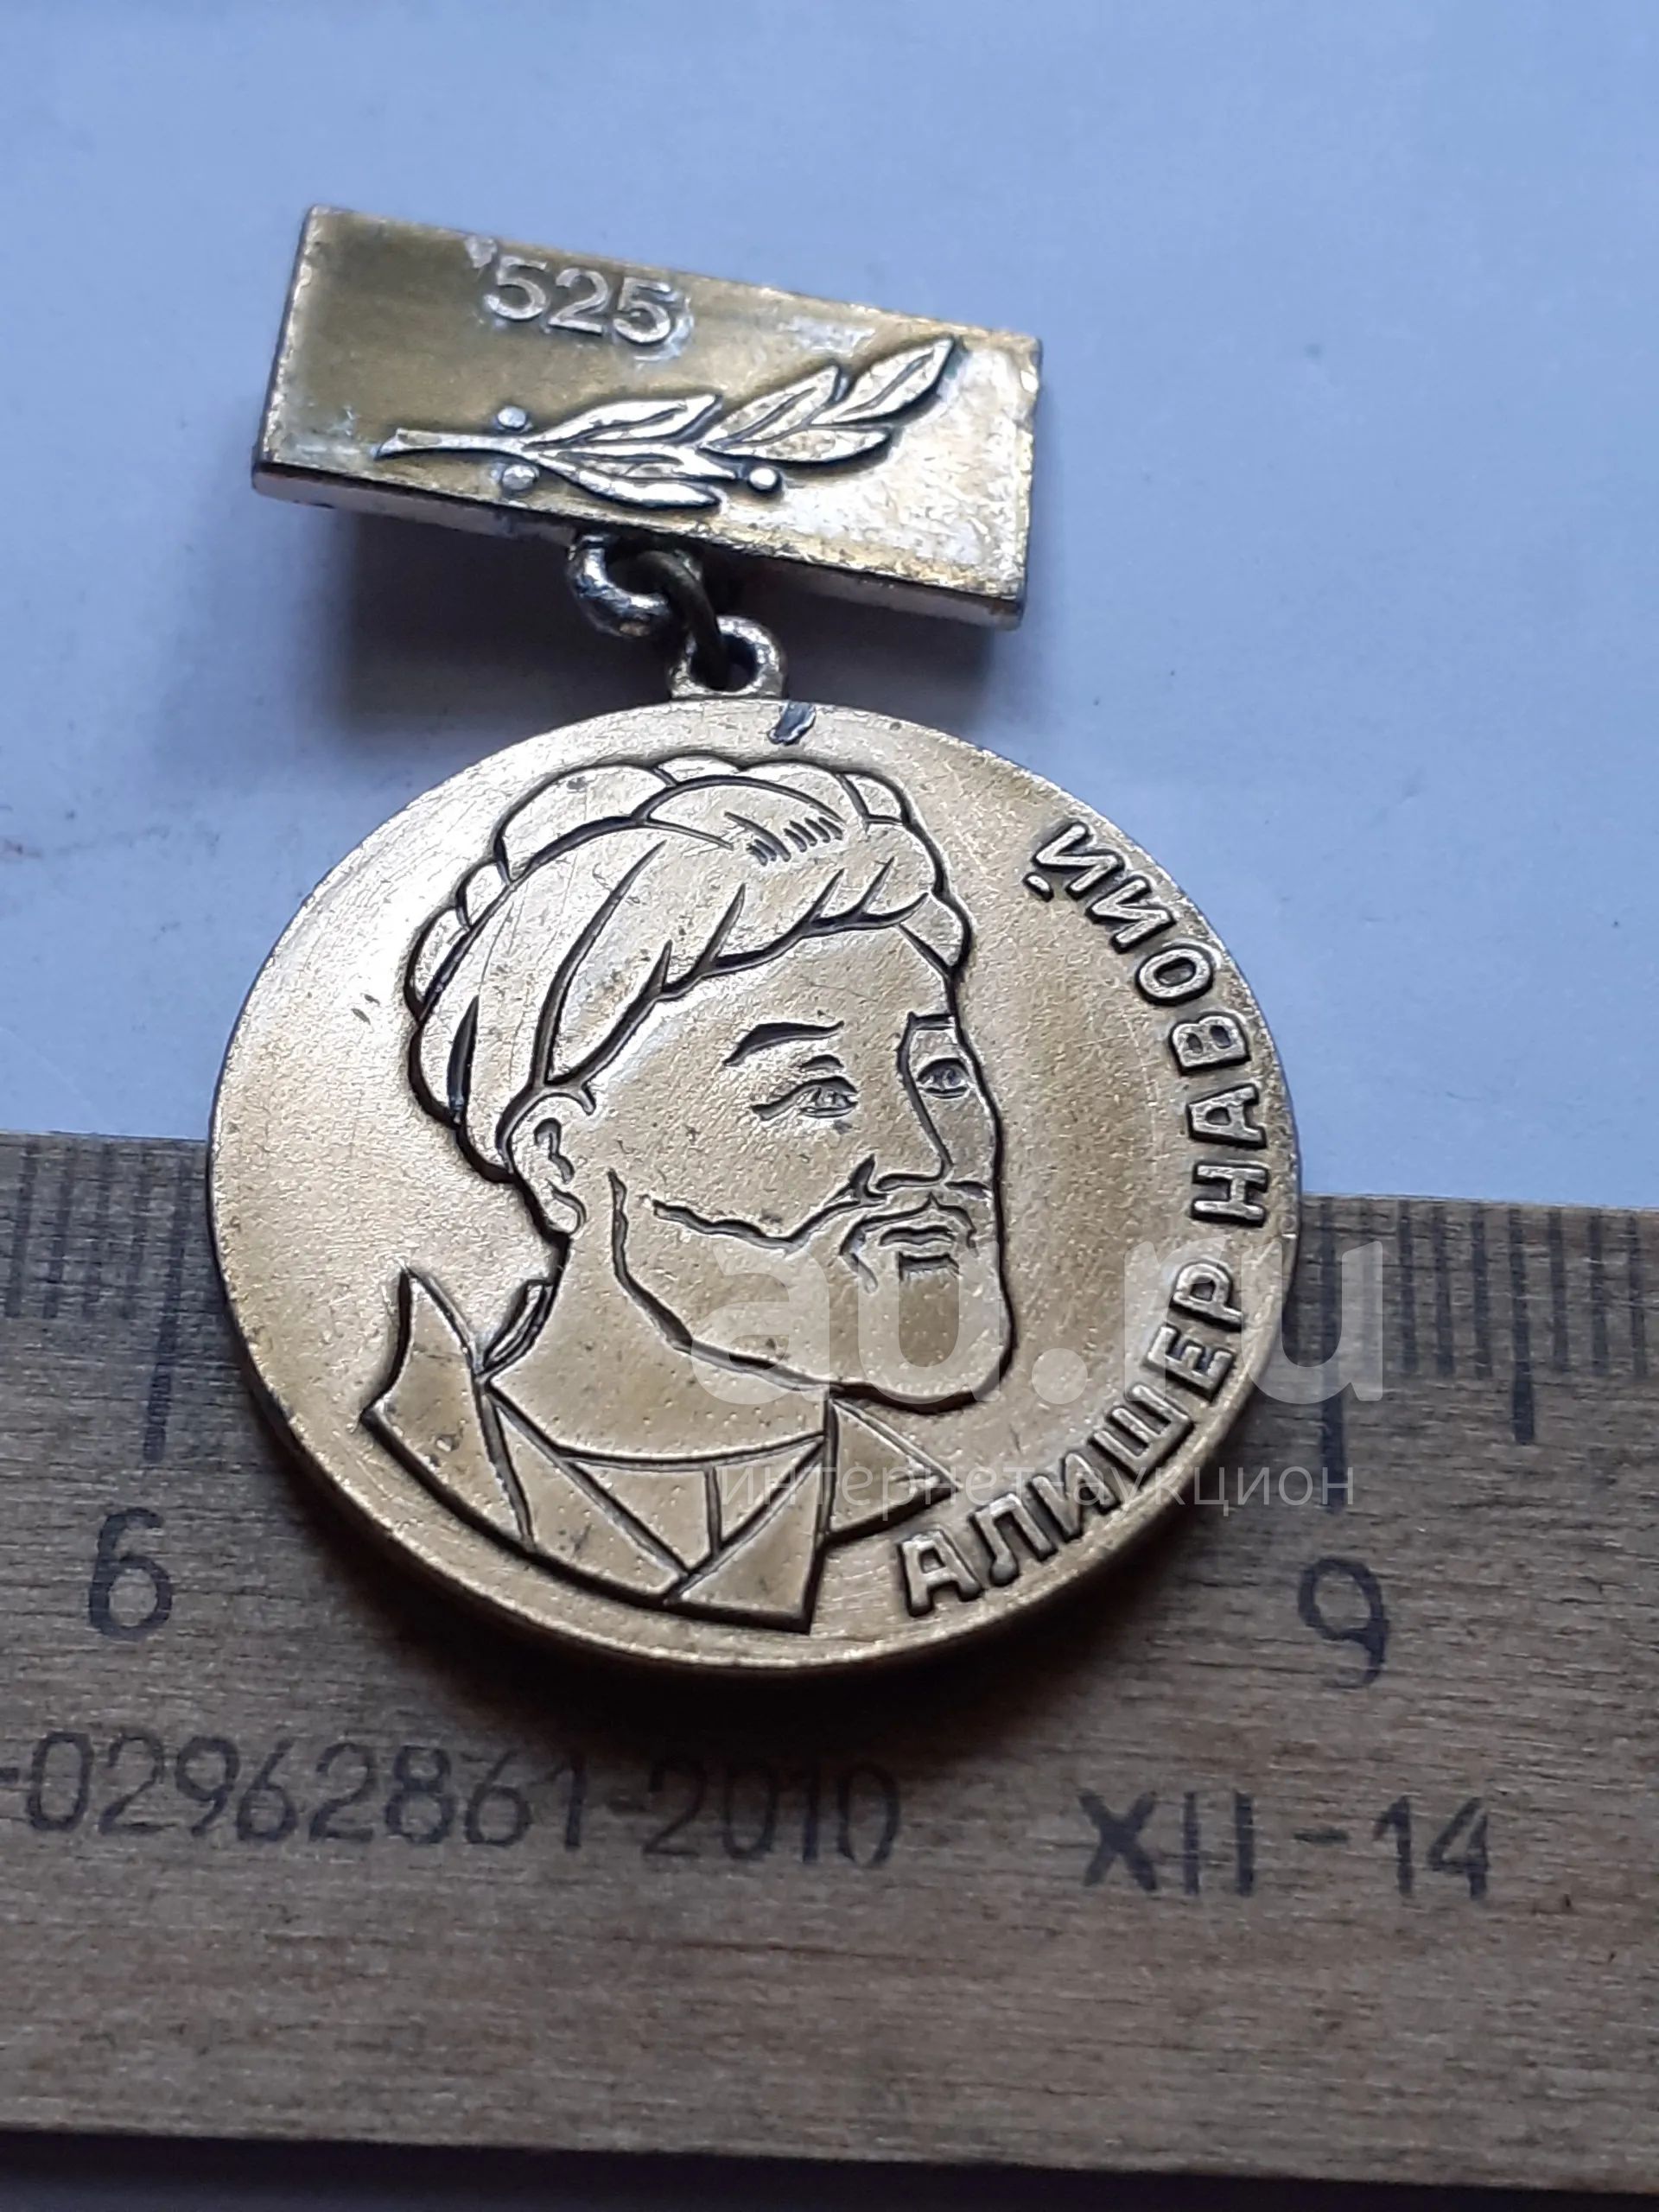 525
АЛИШЕР НАВОИЙ
au.ru
интернет-аукцион
6 9
-02962861-2010 XII-14